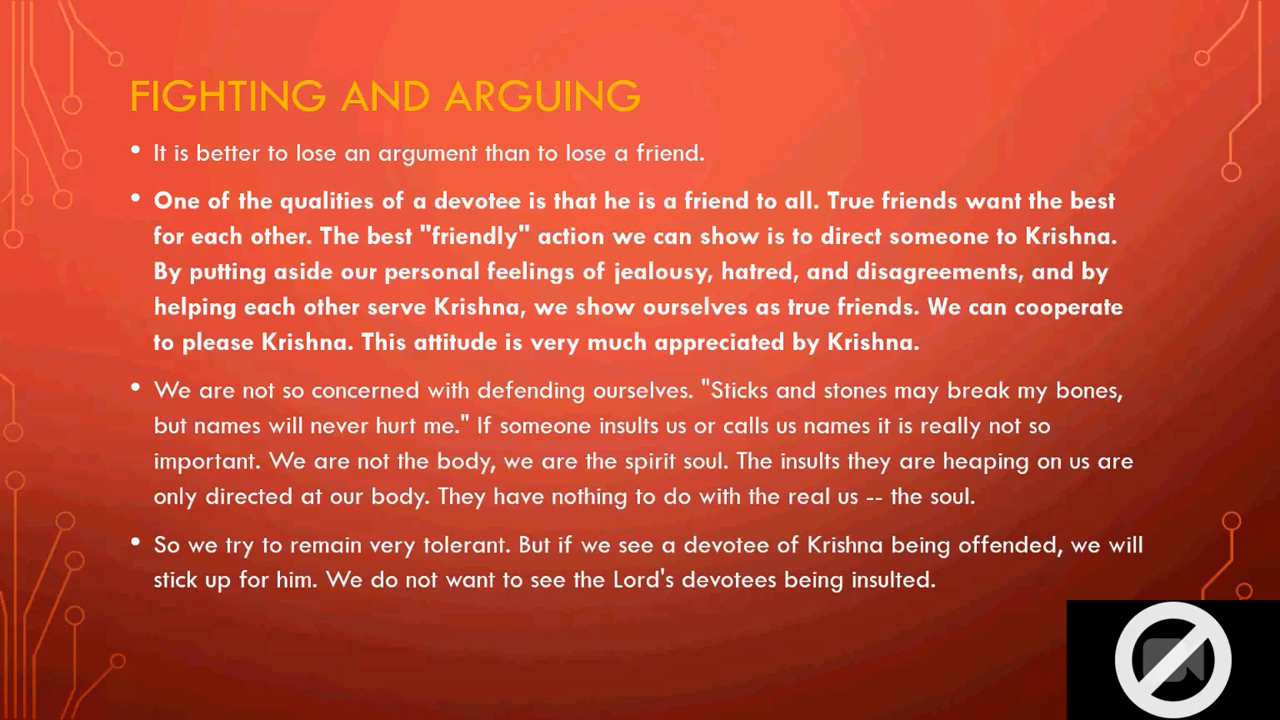 FIGHTING AND ARGUING
• It is better to lose an argument than to lose a friend.
• One of the qualities of a devotee is that he is a friend to all. True friends want the best
for each other. The best "friendly" action we can show is to direct someone to Krishna.
By putting aside our personal feelings of jealousy, hatred, and disagreements, and by
helping each other serve Krishna, we show ourselves as true friends. We can cooperate
to please Krishna. This attitude is very much appreciated by Krishna.
• We are not so concerned with defending ourselves. "Sticks and stones may break my bones,
but names will never hurt me." If someone insults us or calls us names it is really not so
important. We are not the body, we are the spirit soul. The insults they are heaping on us are
only directed at our body. They have nothing to do with the real us -- the soul.
• So we try to remain very tolerant. But if we see a devotee of Krishna being offended, we will
stick up for him. We do not want to see the Lord's devotees being insulted.